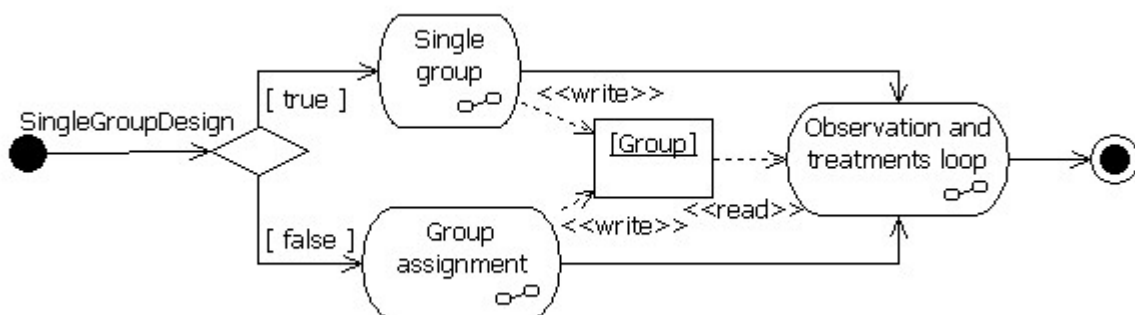 Single
group
[ true ]
<<write>>
SingleGroupDesign
[Group]
Observation and
treatments loop
<<read>>
<<write>>
[ false ]
Group
assignment